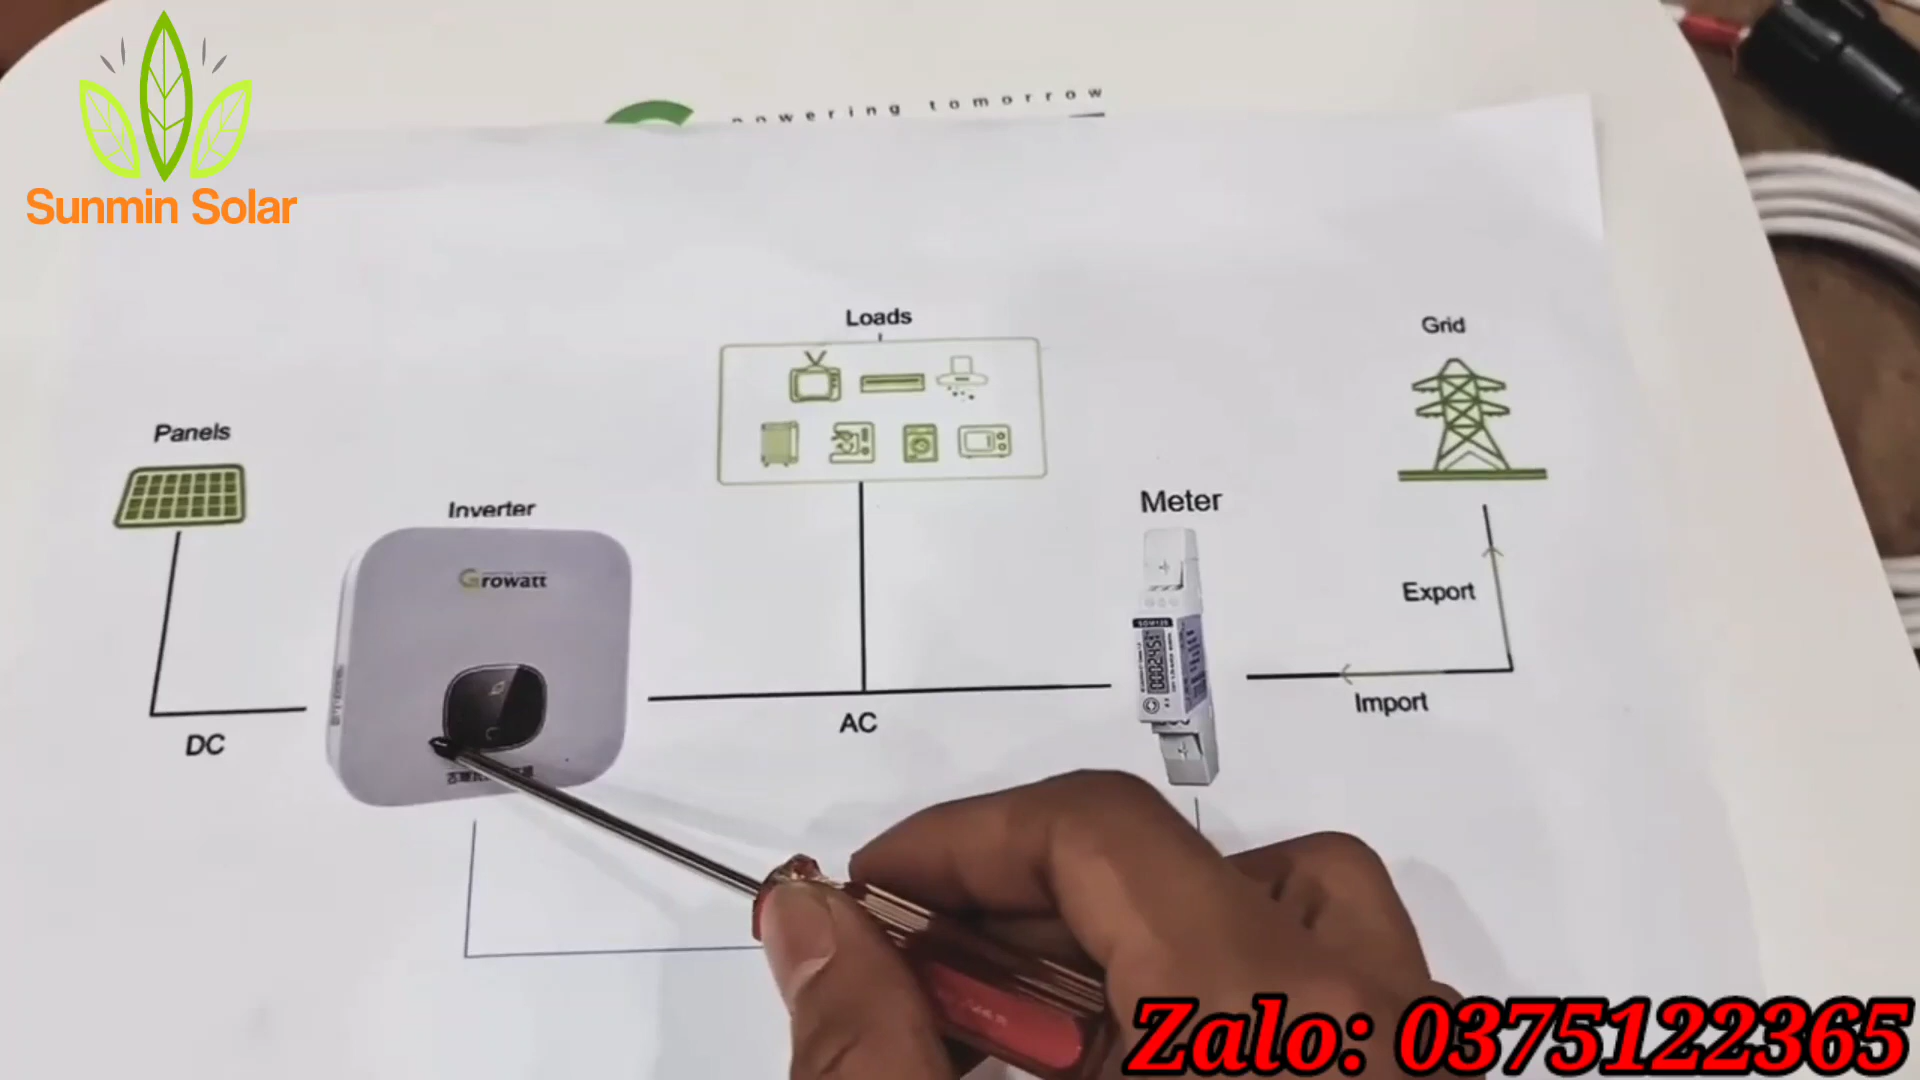 Sunmin Solar
powering tomorrow
Loads
Grid
Panels
Inverter
Meter
Growatt
Export
Import
AC
DC
Zalo: 0375122365